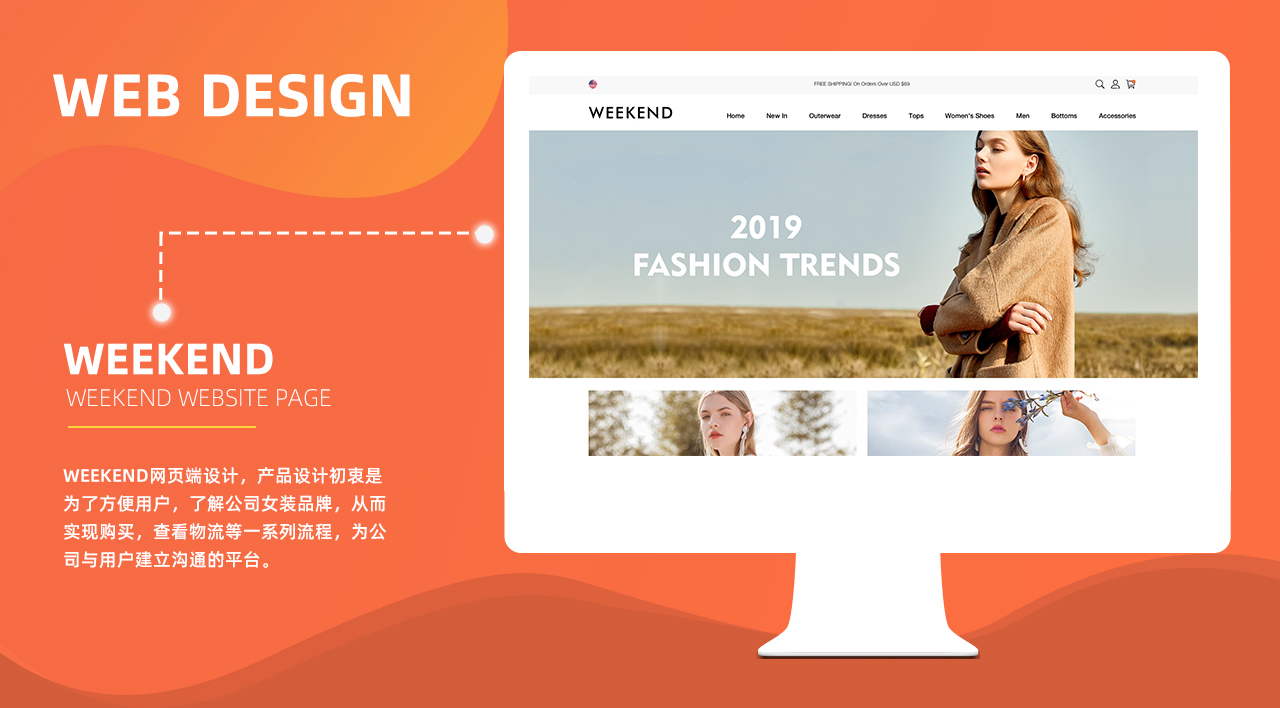 WEB DESIGN
FREE SHIPPING! On Orders Over USD $69
WEEKEND
Home New In Outerwear Dresses Tops Women's Shoes Men Bottoms Accessories
2019
FASHION TRENDS
WEEKEND
WEEKEND WEBSITE PAGE
WEEKEND网页端设计，产品设计初衷是
为了方便用户，了解公司女装品牌，从而
实现购买，查看物流等一系列流程，为公
司与用户建立沟通的平台。